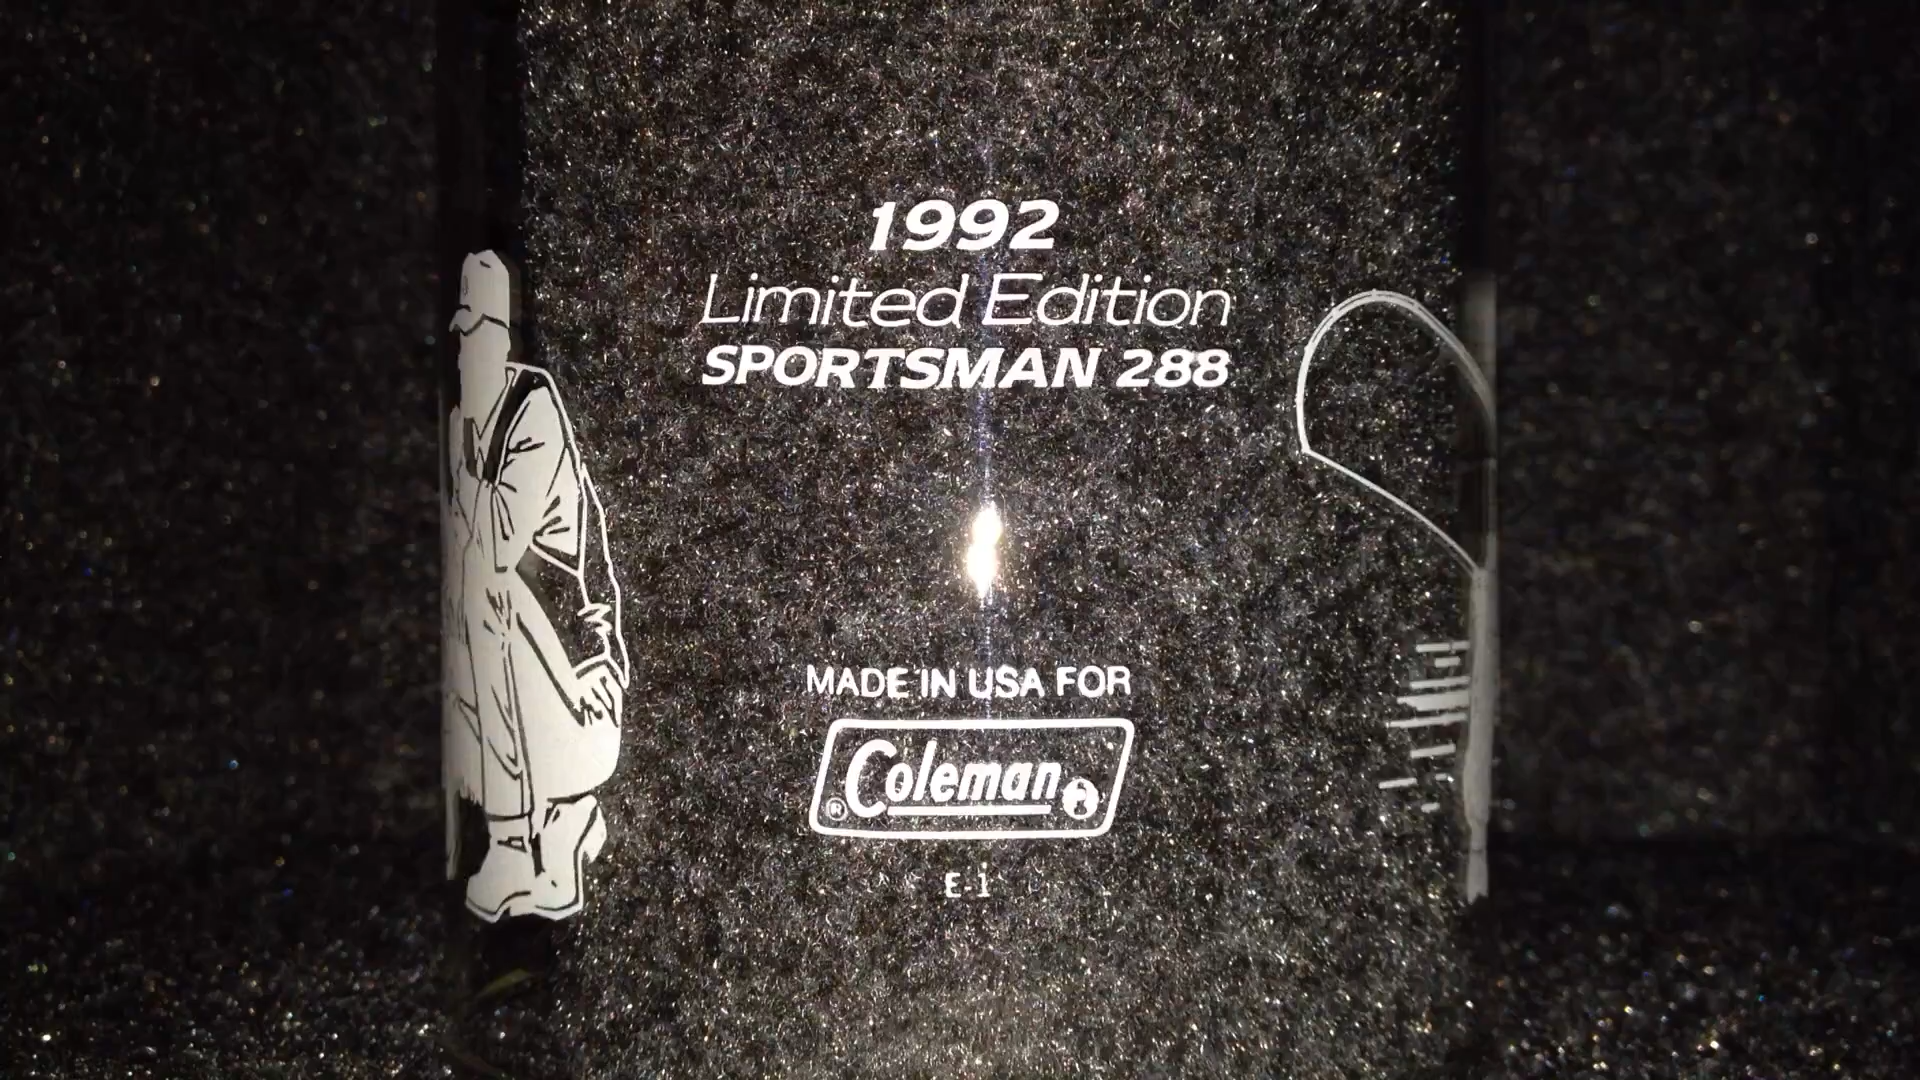 1992
Limited Edition
SPORTSMAN 288
MADE IN USA FOR
Coleman
®
E-1